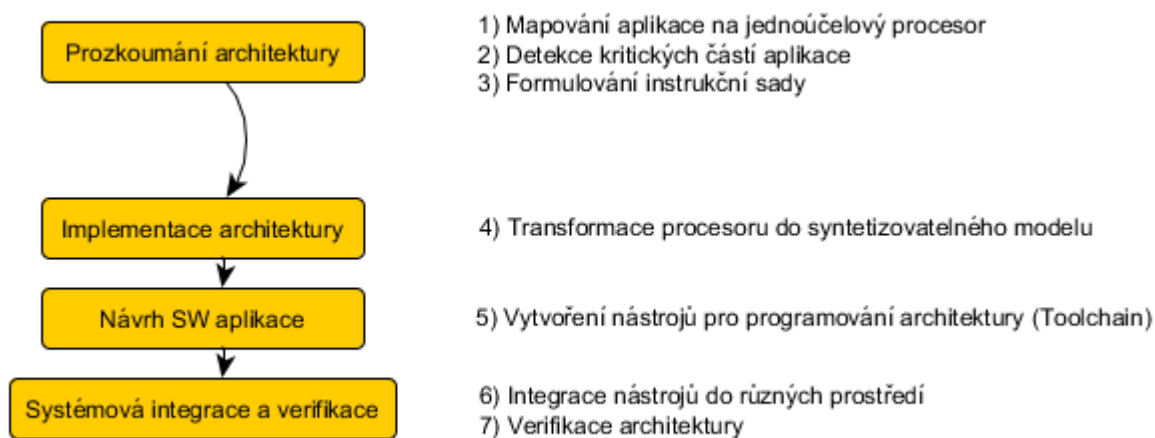 Prozkoumání architektury
1) Mapování aplikace na jednoúčelový procesor
2) Detekce kritických částí aplikace
3) Formulování instrukční sady
Implementace architektury
4) Transformace procesoru do syntetizovatelného modelu
Návrh SW aplikace
5) Vytvoření nástrojů pro programování architektury (Toolchain)
Systémová integrace a verifikace
6) Integrace nástrojů do různých prostředí
7) Verifikace architektury